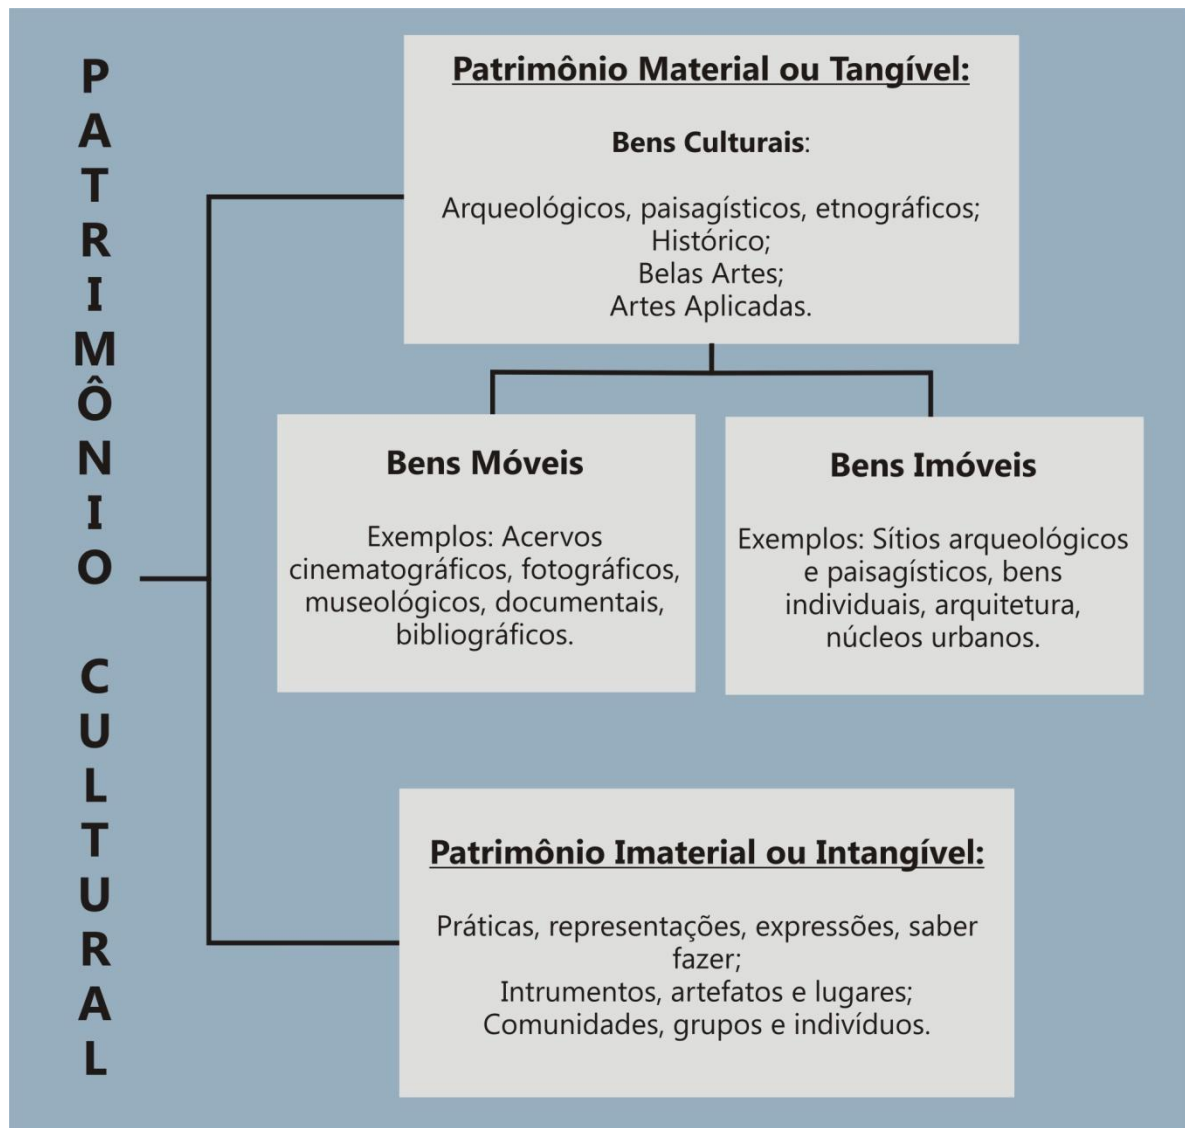 PATRIMÔNIO CULTURAL
Patrimônio Material ou Tangível:
Bens Culturais:
Arqueológicos, paisagísticos, etnográficos;
Histórico;
Belas Artes;
Artes Aplicadas.
Bens Móveis
Exemplos: Acervos
cinematográficos, fotográficos,
museológicos, documentais,
bibliográficos.
Bens Imóveis
Exemplos: Sítios arqueológicos
e paisagísticos, bens
individuais, arquitetura,
núcleos urbanos.
Patrimônio Imaterial ou Intangível:
Práticas, representações, expressões, saber
fazer;
Intrumentos, artefatos e lugares;
Comunidades, grupos e indivíduos.